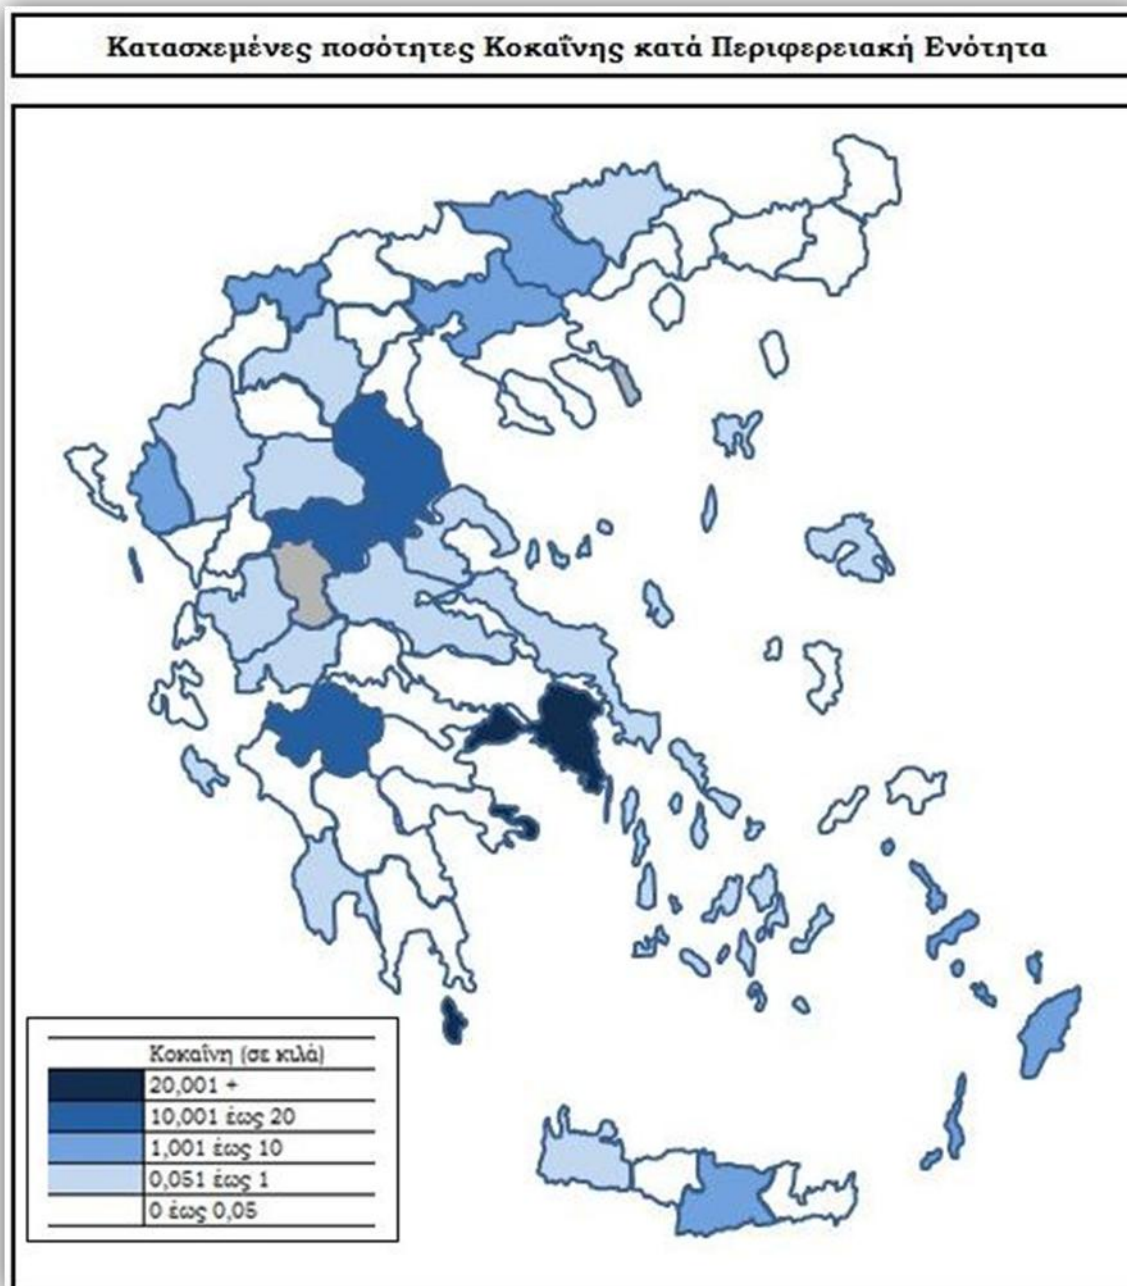 Κατασχεμένες ποσότητες Κοκαΐνης κατά Περιφερειακή Ενότητα
Κοκαΐνη (σε κιλά)
20,001 +
10,001 έως 20
1,001 έως 10
0,051 έως 1
0 έως 0,05